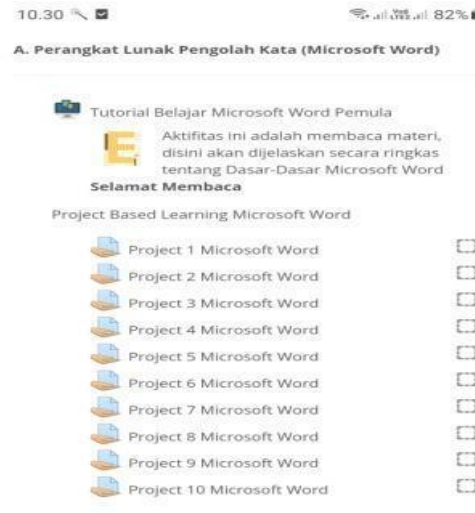 10.30 82%
A. Perangkat Lunak Pengolah Kata (Microsoft Word)
Tutorial Belajar Microsoft Word Pemula
Aktifitas ini adalah membaca materi,
disini akan dijelaskan secara ringkas
tentang Dasar-Dasar Microsoft Word
Selamat Membaca
Project Based Learning Microsoft Word
Project 1 Microsoft Word
Project 2 Microsoft Word
Project 3 Microsoft Word
Project 4 Microsoft Word
Project 5 Microsoft Word
Project 6 Microsoft Word
Project 7 Microsoft Word
Project 8 Microsoft Word
Project 9 Microsoft Word
Project 10 Microsoft Word